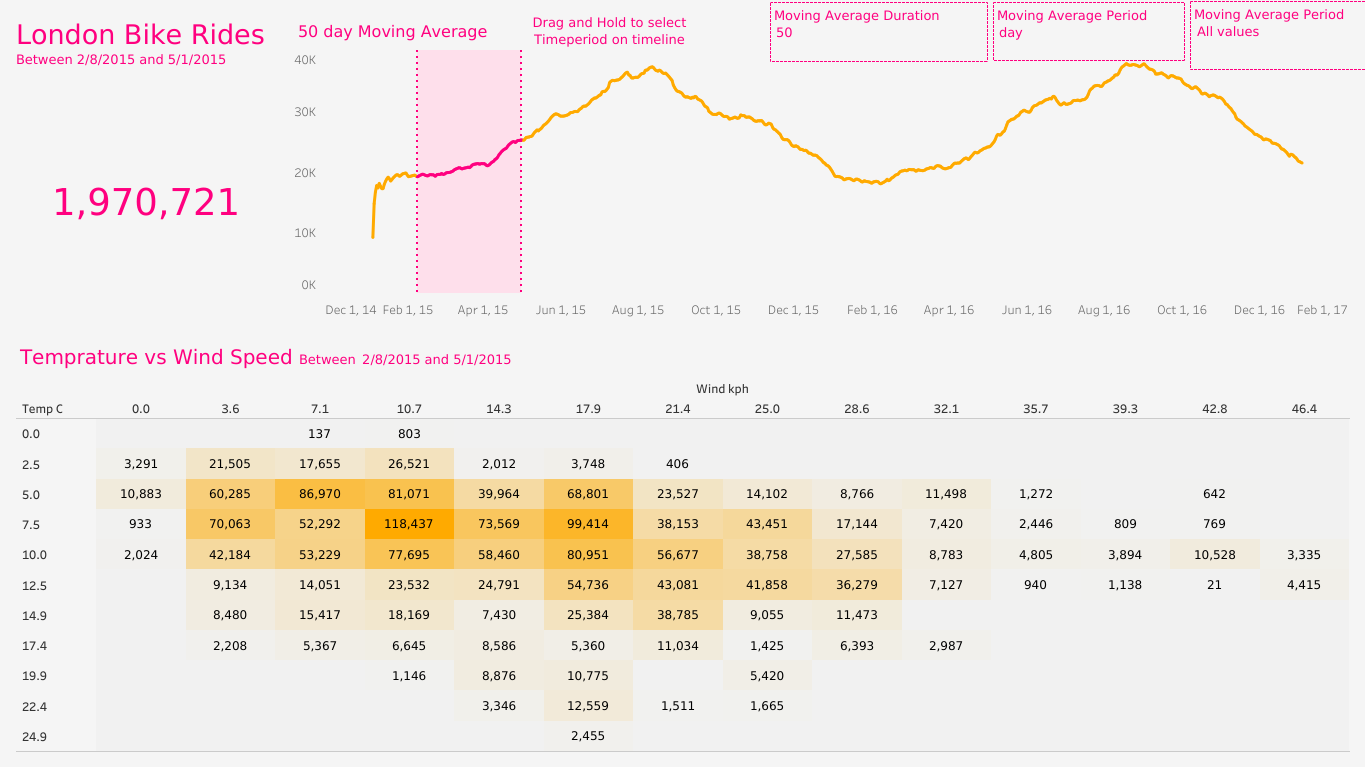 London Bike Rides
Between 2/8/2015 and 5/1/2015
1,970,721
50 day Moving Average
Drag and Hold to select
Timeperiod on timeline
Moving Average Duration
50
Moving Average Period
day
Moving Average Period
All values
40K
30K
20K
10K
0K
Dec 1, 14 Feb 1, 15 Apr 1, 15 Jun 1, 15 Aug 1, 15 Oct 1, 15 Dec 1, 15 Feb 1, 16 Apr 1, 16 Jun 1, 16 Aug 1, 16 Oct 1, 16 Dec 1, 16 Feb 1, 17
Temprature vs Wind Speed Between 2/8/2015 and 5/1/2015
Wind kph
Temp C 0.0 3.6 7.1 10.7 14.3 17.9 21.4 25.0 28.6 32.1 35.7 39.3 42.8 46.4
0.0 137 803
2.5 3,291 21,505 17,655 26,521 2,012 3,748 406
5.0 10,883 60,285 86,970 81,071 39,964 68,801 23,527 14,102 8,766 11,498 1,272 642
7.5 933 70,063 52,292 118,437 73,569 99,414 38,153 43,451 17,144 7,420 2,446 809 769
10.0 2,024 42,184 53,229 77,695 58,460 80,951 56,677 38,758 27,585 8,783 4,805 3,894 10,528 3,335
12.5 9,134 14,051 23,532 24,791 54,736 43,081 41,858 36,279 7,127 940 1,138 21 4,415
14.9 8,480 15,417 18,169 7,430 25,384 38,785 9,055 11,473
17.4 2,208 5,367 6,645 8,586 5,360 11,034 1,425 6,393 2,987
19.9 1,146 8,876 10,775 5,420
22.4 3,346 12,559 1,511 1,665
24.9 2,455